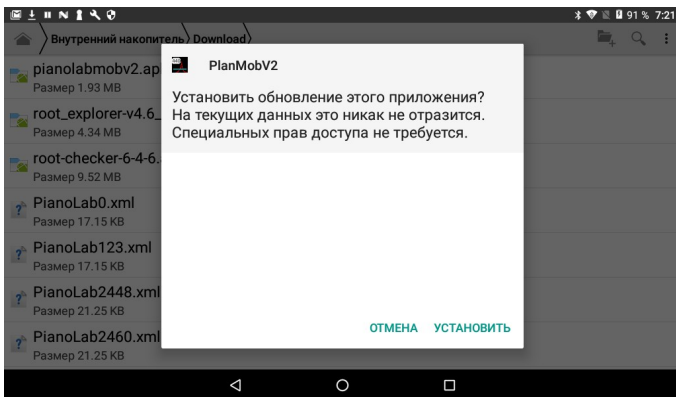 91 % 7:21
Внутренний накопитель Download
PlanMobV2
Установить обновление этого приложения?
На текущих данных это никак не отразится.
Специальных прав доступа не требуется.
pianolabmobv2.ap
Размер 1.93 MB
root_explorer-v4.6_
Размер 4.34 MB
root-checker-6-4-6.
Размер 9.52 MB
PianoLab0.xml
Размер 17.15 KB
PianoLab123.xml
Размер 17.15 KB
PianoLab2448.xml
Размер 21.25 KB
PianoLab2460.xml
Размер 21.25 KB
ОТМЕНА УСТАНОВИТЬ